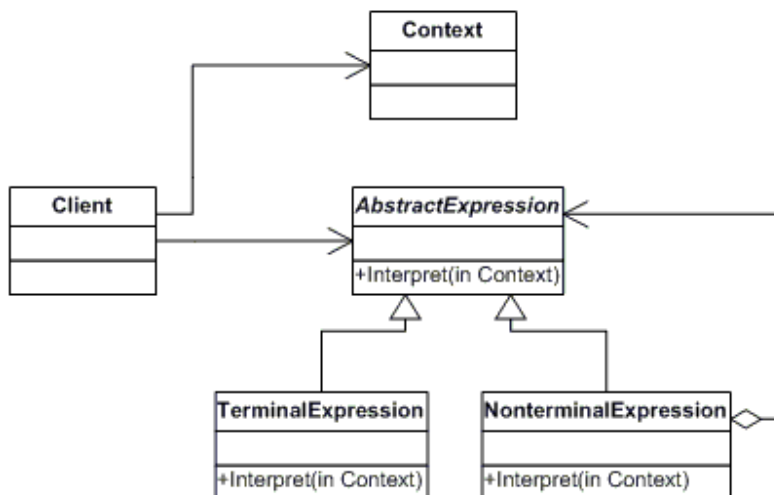 Context
Client
AbstractExpression
+Interpret(in Context)
TerminalExpression
NonterminalExpression
+Interpret(in Context)
+Interpret(in Context)